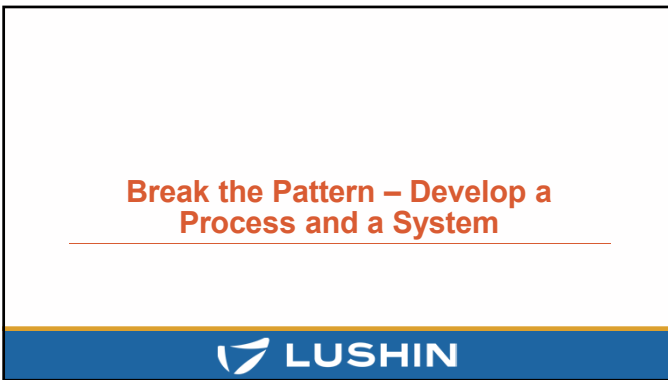 Break the Pattern – Develop a
Process and a System
LUSHIN